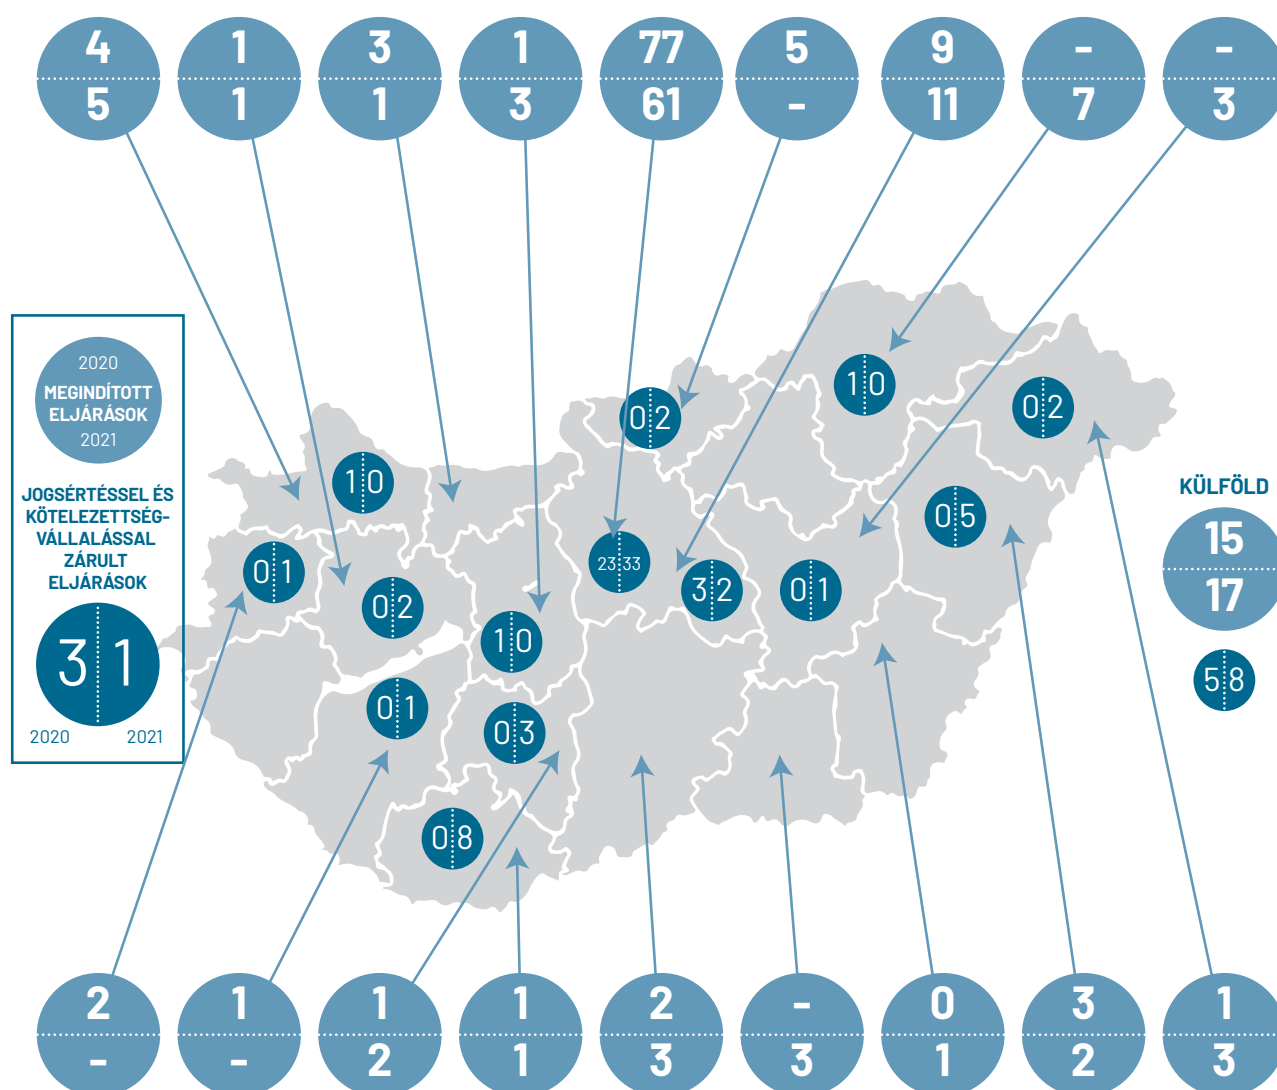 4 1 3 1 77 5 9 - -
5 1 1 3 61 - 11 7 3
2020
MEGINDÍTOTT
ELJÁRÁSOK
2021
JOGSÉRTÉSSEL ÉS
KÖTELEZETTSÉG-
VÁLLALÁSSAL
ZÁRULT
ELJÁRÁSOK
3 1
2020 2021
1 0
0 2
0 2
1 0
0 5
0 1
23 33
3 2
0 1
0 2
1 0
0 1
0 3
0 8
KÜLFÖLD
15
17
5 8
2 1 1 1 2 - 0 3 1
- - 2 1 3 3 1 2 3